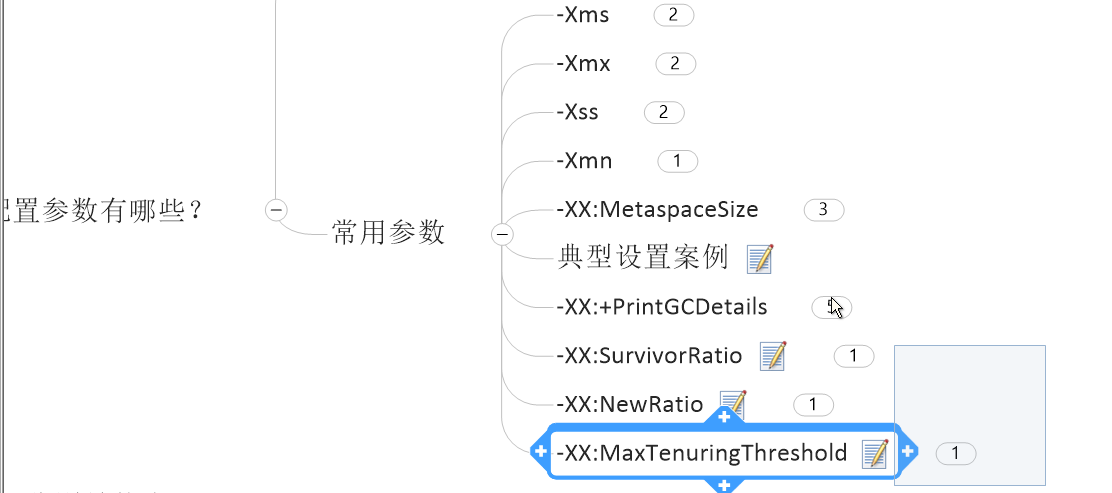 -Xms 2
-Xmx 2
-Xss 2
-Xmn 1
置参数有哪些?
-XX:MetaspaceSize 3
常用参数
典型设置案例
-XX:+PrintGCDetails
-XX:SurvivorRatio 1
-XX:NewRatio 1
-XX:MaxTenuringThreshold 1